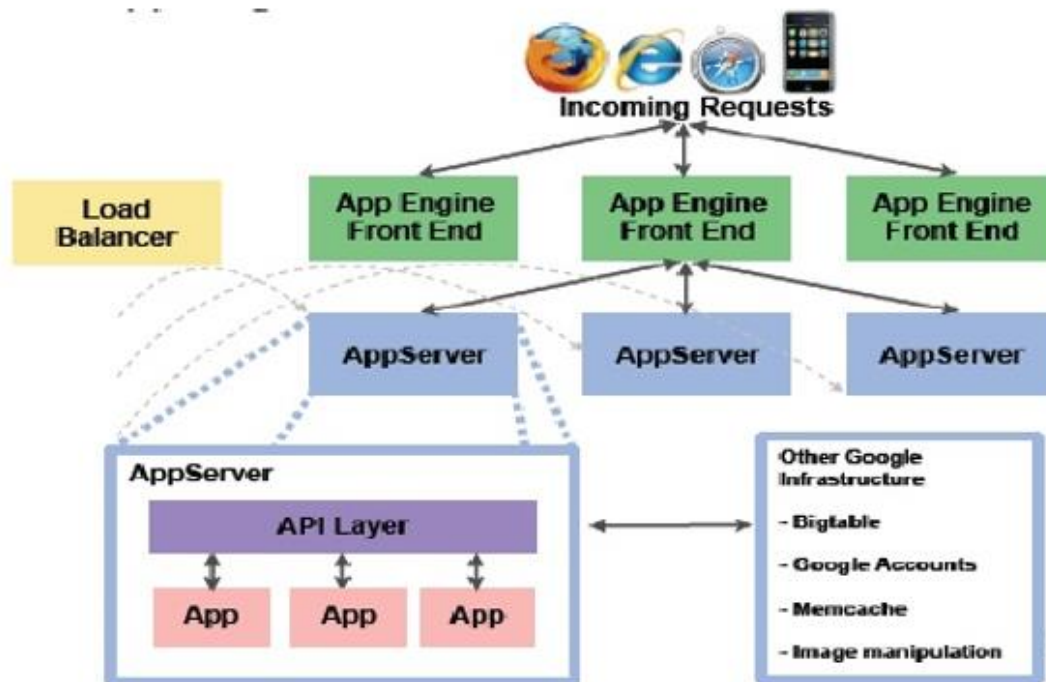 Incoming Requests
Load
Balancer
App Engine
Front End
App Engine
Front End
App Engine
Front End
AppServer
AppServer
AppServer
AppServer
API Layer
App
App
App
Other Google
Infrastructure
- Bigtable
- Google Accounts
- Memcache
- Image manipulation